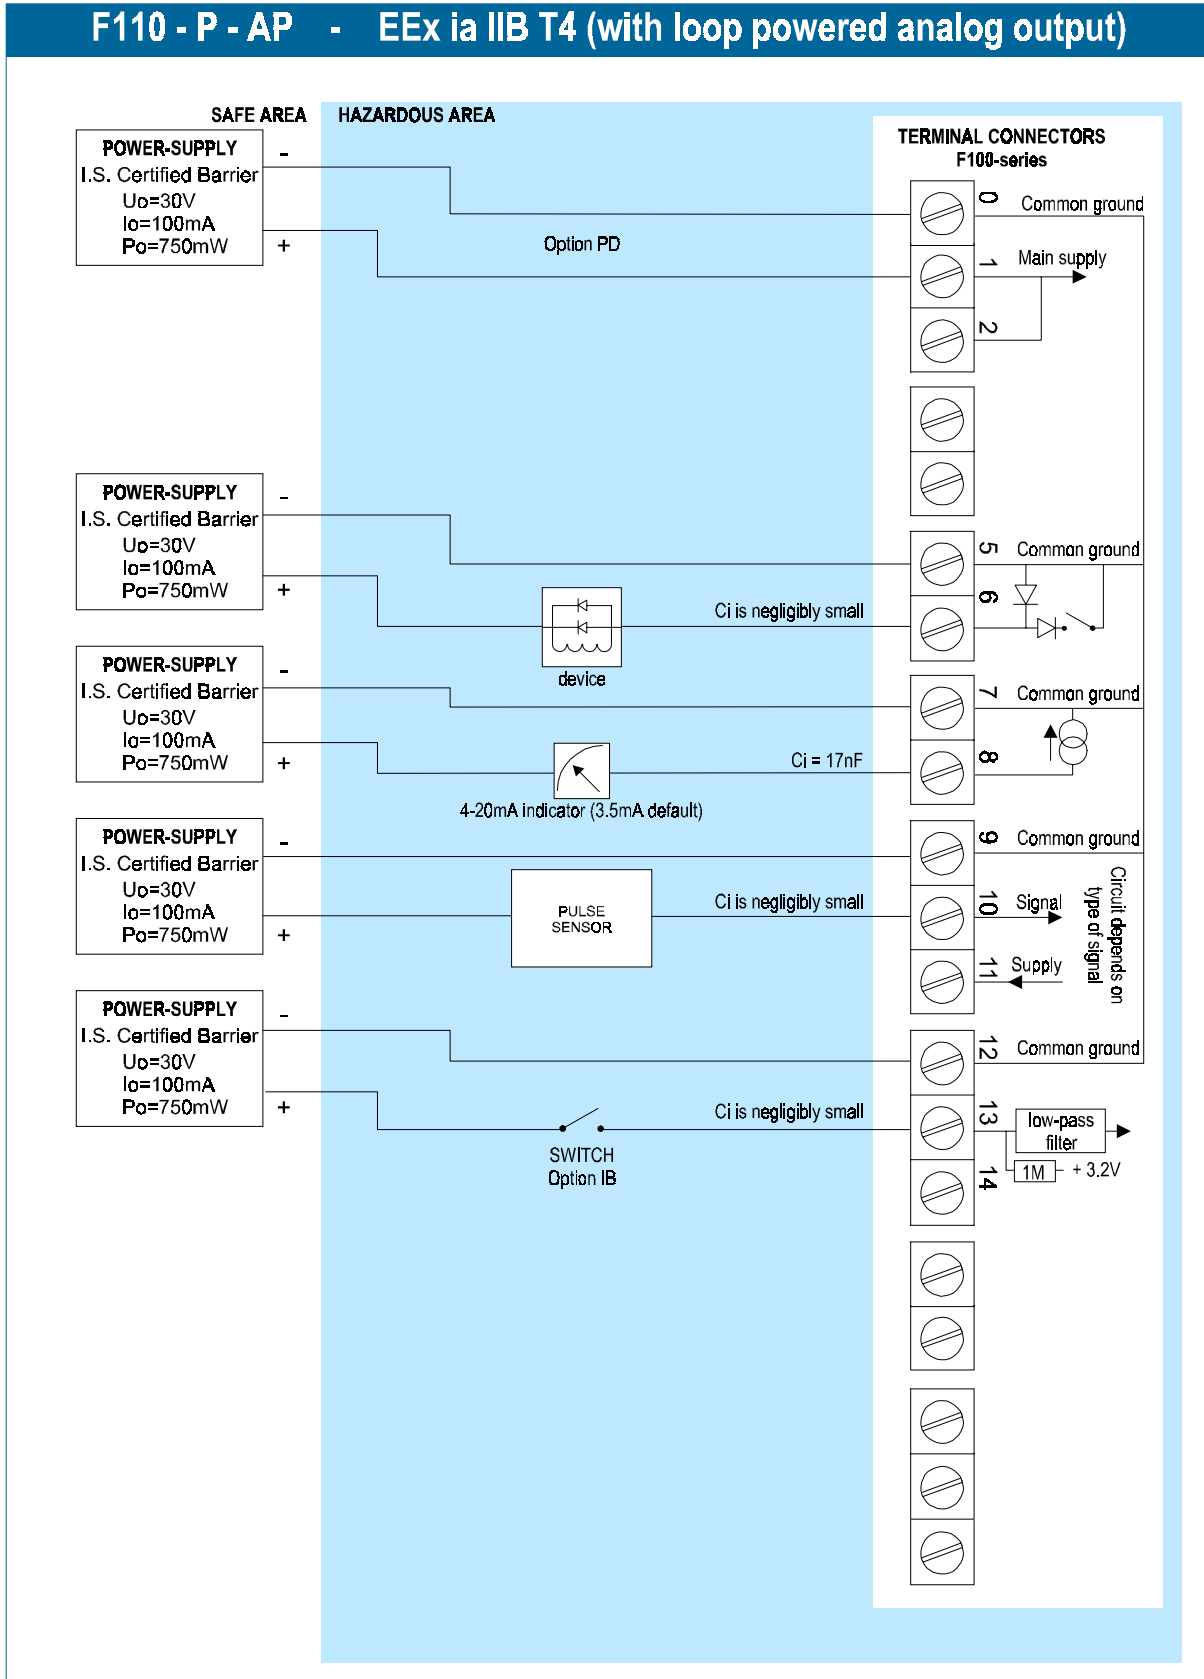 F110 - P - AP - EEx ia IIB T4 (with loop powered analog output)
SAFE AREA HAZARDOUS AREA
TERMINAL CONNECTORS
F100-series
POWER-SUPPLY
I.S. Certified Barrier
Uo=30V
Io=100mA
Po=750mW
-
+
Option PD
0 Common ground
1 Main supply
2
POWER-SUPPLY
I.S. Certified Barrier
Uo=30V
Io=100mA
Po=750mW
-
+
device
Ci is negligibly small
5 Common ground
6
POWER-SUPPLY
I.S. Certified Barrier
Uo=30V
Io=100mA
Po=750mW
-
+
4-20mA indicator (3.5mA default)
Ci = 17nF
7 Common ground
8
POWER-SUPPLY
I.S. Certified Barrier
Uo=30V
Io=100mA
Po=750mW
-
+
PULSE
SENSOR
Ci is negligibly small
9 Common ground
10 Signal
11 Supply
Circuit depends on
type of signal
POWER-SUPPLY
I.S. Certified Barrier
Uo=30V
Io=100mA
Po=750mW
-
+
SWITCH
Option IB
Ci is negligibly small
12 Common ground
13 low-pass
filter
14 1M + 3.2V